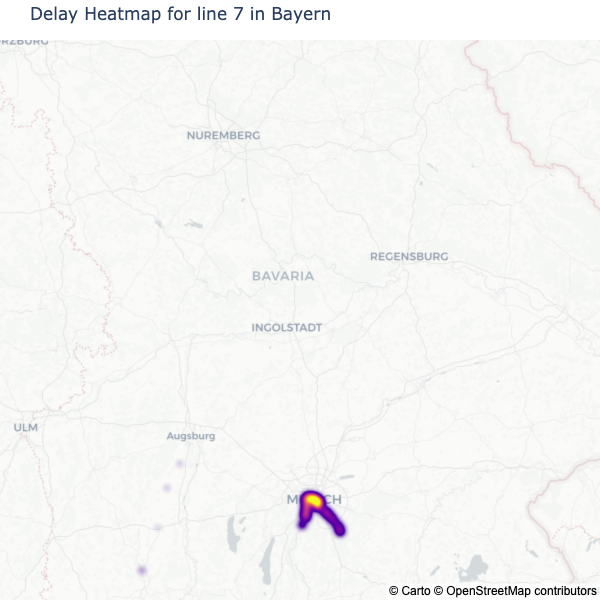 Delay Heatmap for line 7 in Bayern
NUREMBERG
REGENSBURG
BAVARIA
INGOLSTADT
ULM
Augsburg
© Carto © OpenStreetMap contributors